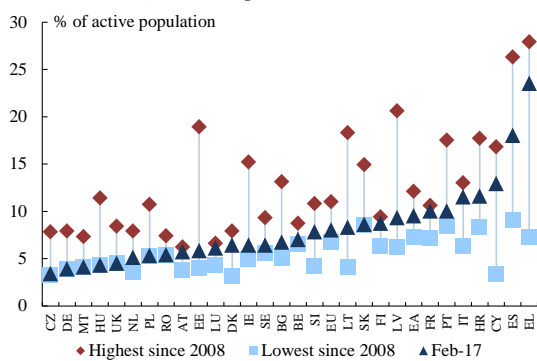 % of active population
30
25
20
15
10
5
0
CZ DE MT HU UK NL PL RO AT EE LU DK IE SE BG BE SI EU LT SK FI LV EA FR PT IT HR CY ES EL
Highest since 2008 Lowest since 2008 Feb-17